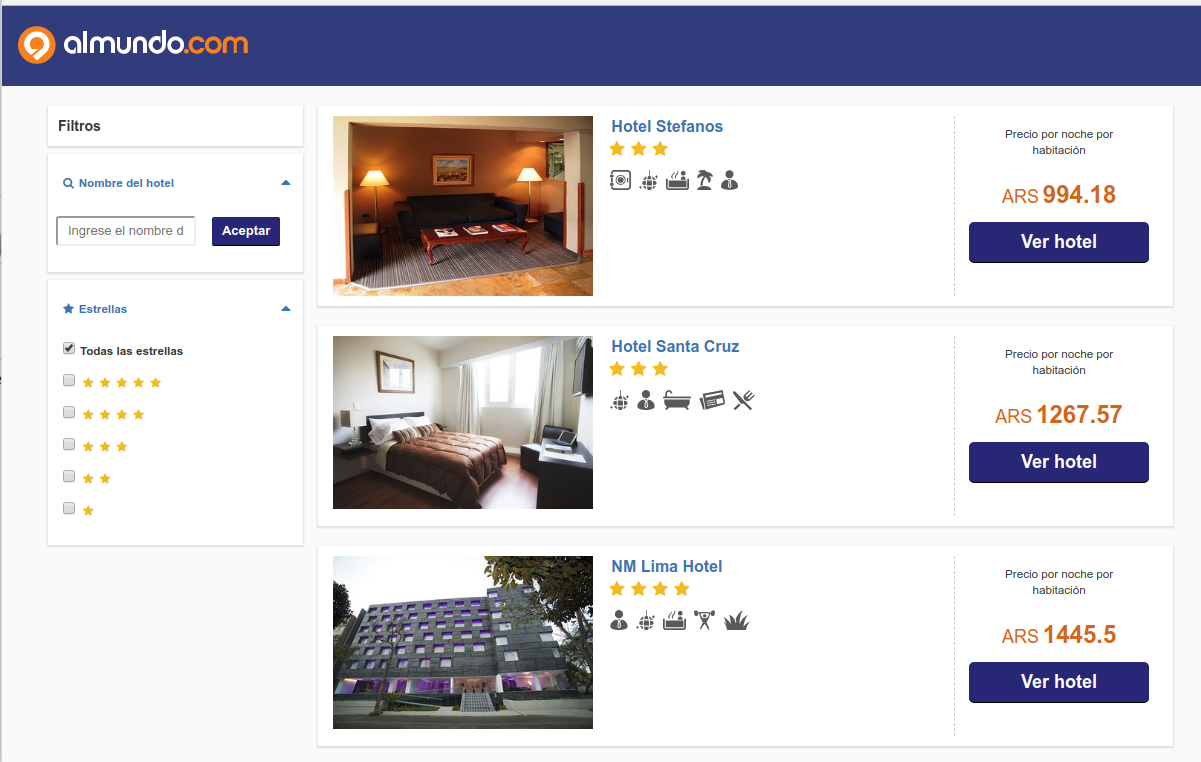 almundo.com
Filtros
Nombre del hotel
Ingrese el nombre d
Aceptar
Estrellas
Todas las estrellas
Hotel Stefanos
Precio por noche por
habitación
ARS 994.18
Ver hotel
Hotel Santa Cruz
Precio por noche por
habitación
ARS 1267.57
Ver hotel
NM Lima Hotel
Precio por noche por
habitación
ARS 1445.5
Ver hotel